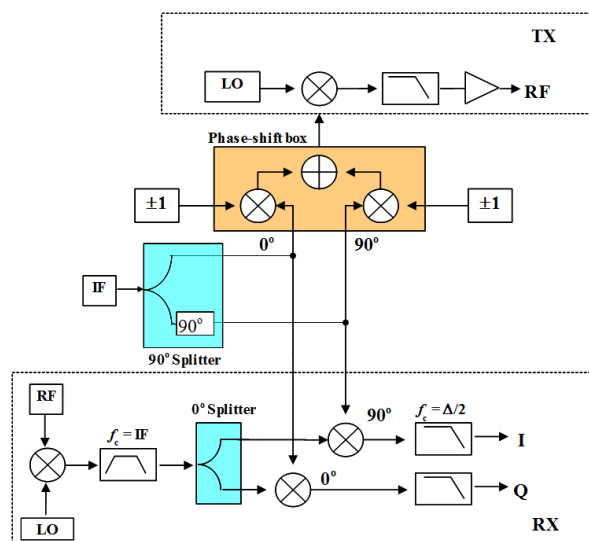 TX
LO
RF
Phase-shift box
±1
±1
0°
90°
IF
90°
90° Splitter
RF
0° Splitter
f_c = IF
90°
f_c = Δ/2
I
0°
Q
LO
RX